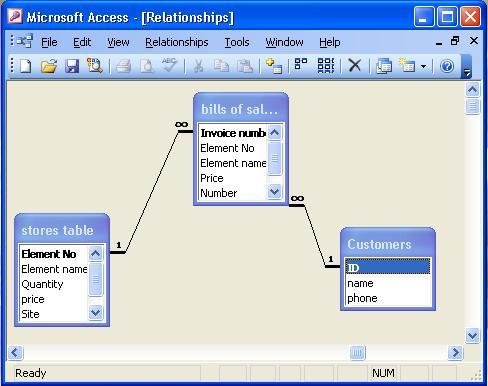 Microsoft Access - [Relationships]
File Edit View Relationships Tools Window Help
bills of sal...
Invoice numb
Element No
Element name
Price
Number
∞
∞
1
1
stores table
Element No
Element name
Quantity
price
Site
Customers
ID
name
phone
Ready
NUM